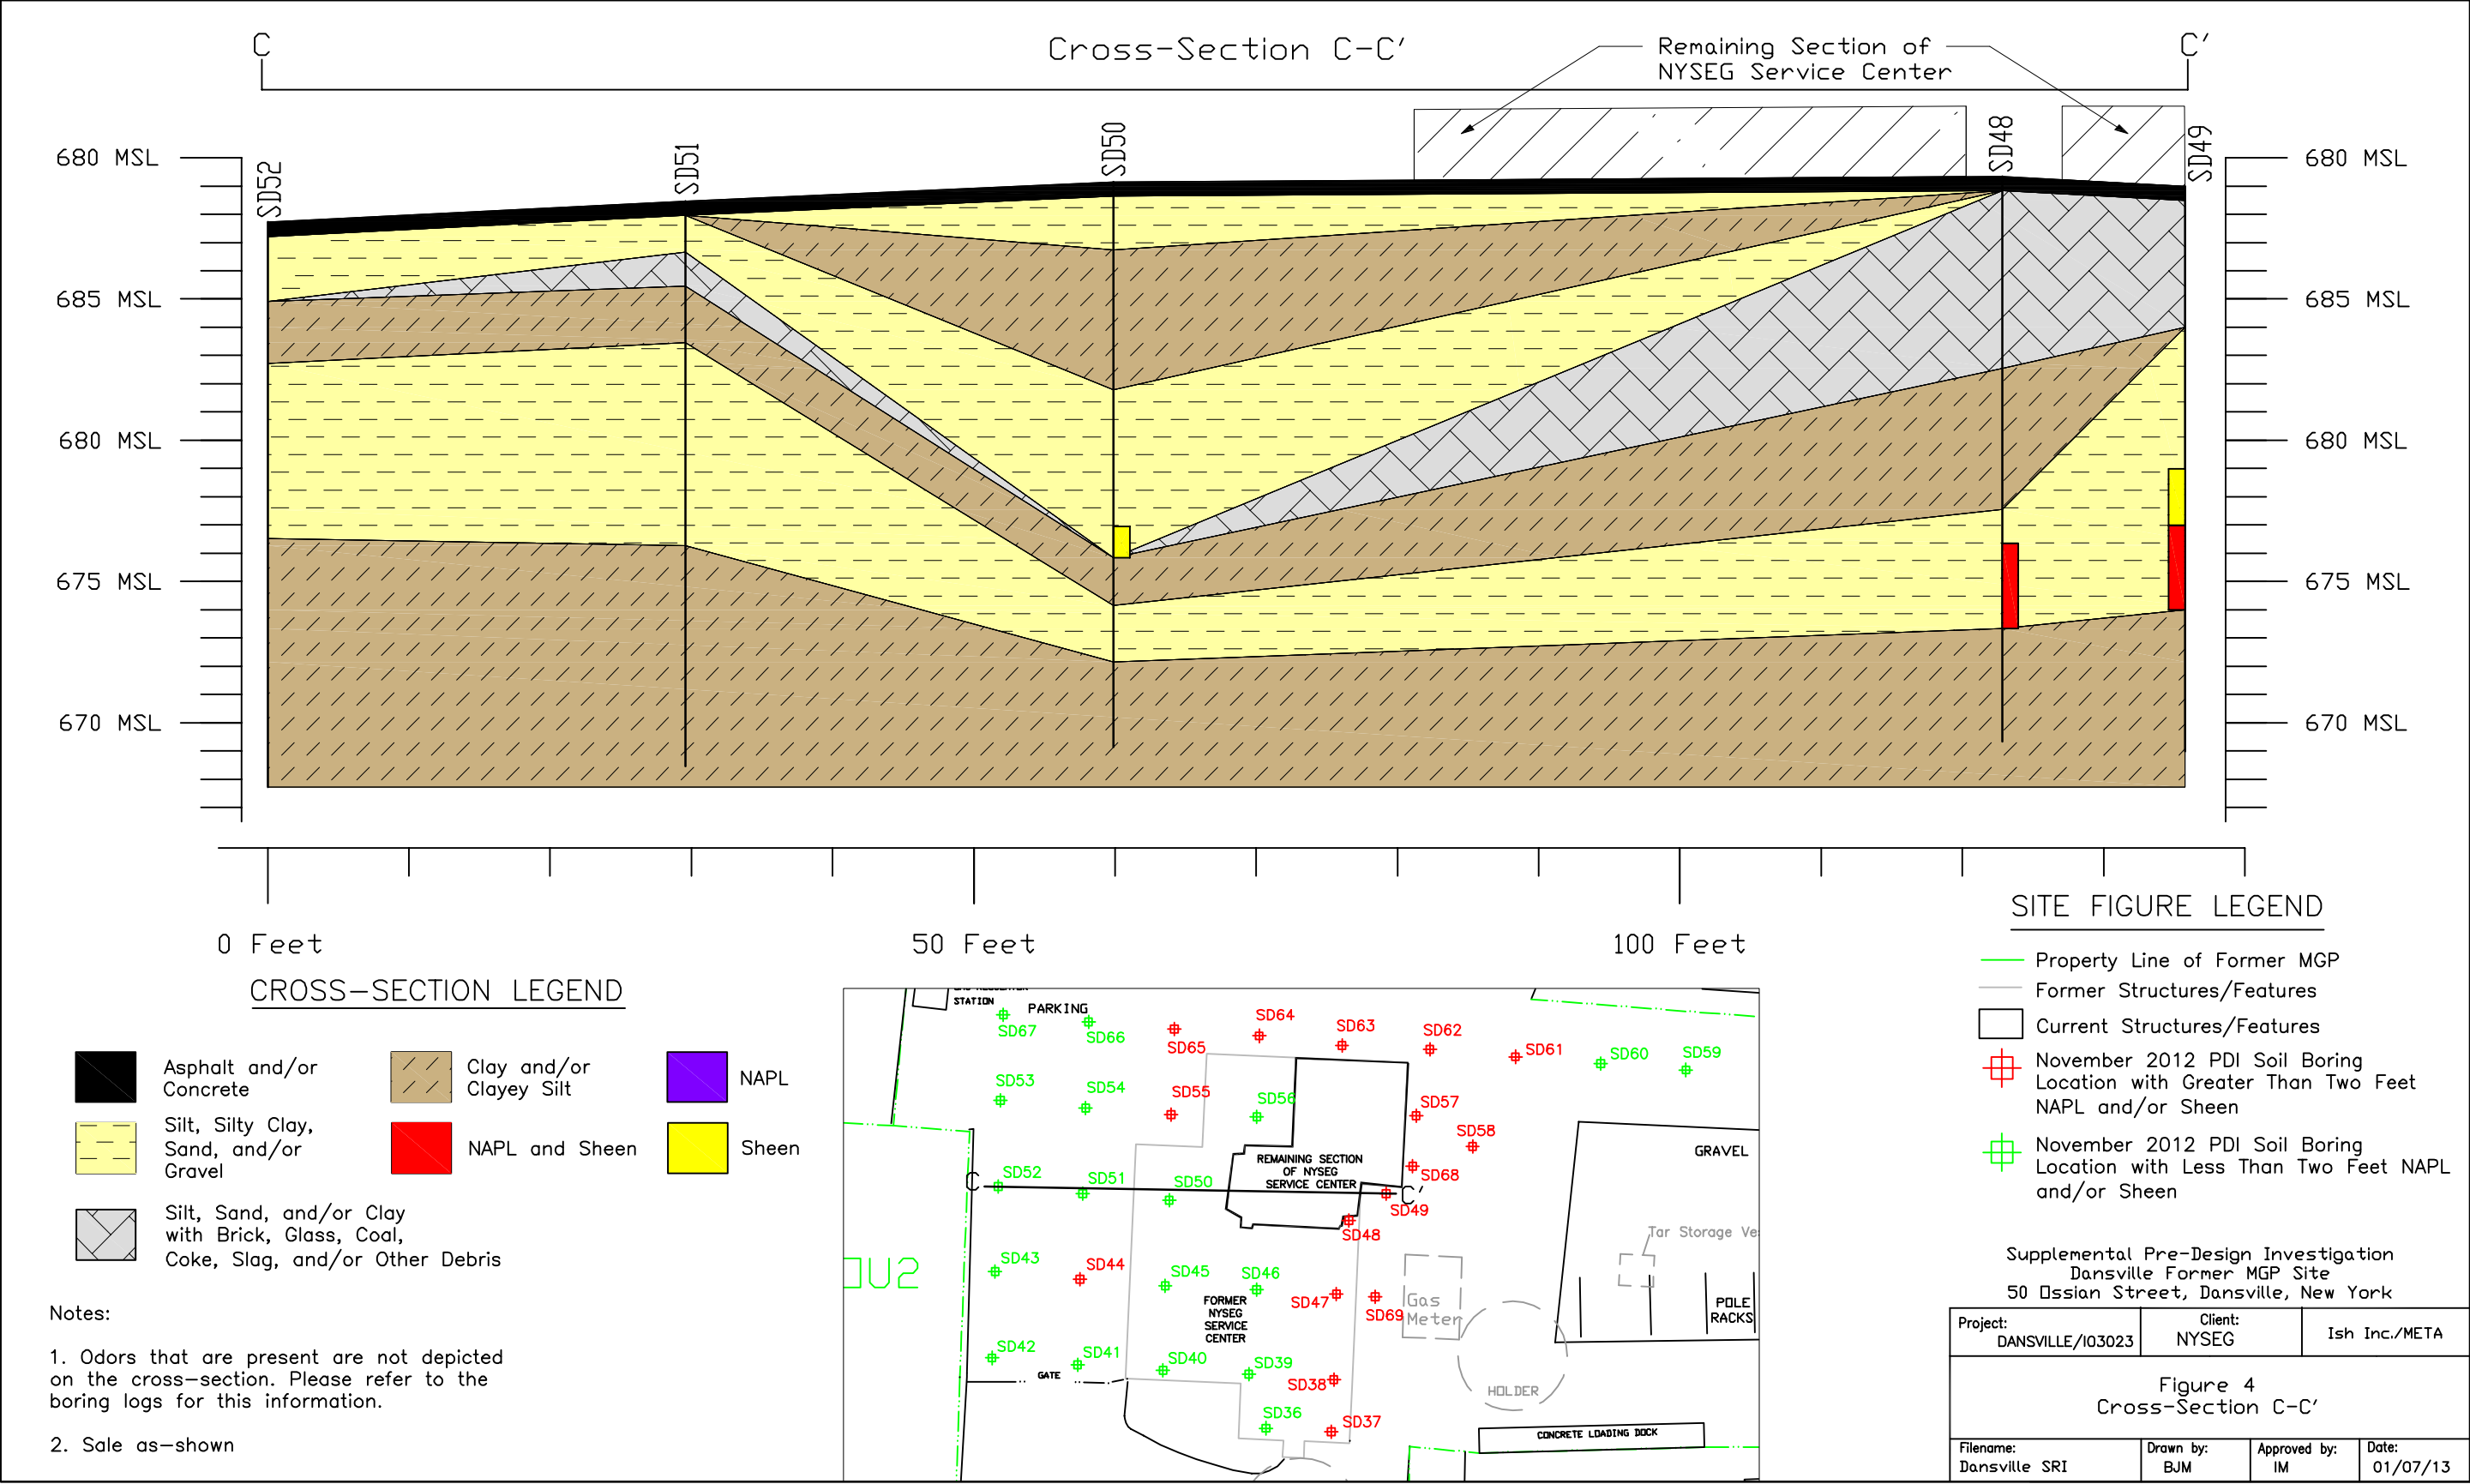 C
Cross-Section C-C'
Remaining Section of
NYSEG Service Center
C'
680 MSL
685 MSL
680 MSL
675 MSL
670 MSL
SD52
SD51
SD50
SD48
SD49
680 MSL
685 MSL
680 MSL
675 MSL
670 MSL
0 Feet
50 Feet
100 Feet
CROSS-SECTION LEGEND
Asphalt and/or
Concrete
Clay and/or
Clayey Silt
NAPL
Silt, Silty Clay,
Sand, and/or
Gravel
NAPL and Sheen
Sheen
Silt, Sand, and/or Clay
with Brick, Glass, Coal,
Coke, Slag, and/or Other Debris
Notes:
1. Odors that are present are not depicted
on the cross-section. Please refer to the
boring logs for this information.
2. Sale as-shown
STATION
PARKING
SD67
SD66
SD65
SD64
SD63
SD62
SD61
SD60
SD59
SD53
SD54
SD55
SD56
SD57
SD58
GRAVEL
REMAINING SECTION
OF NYSEG
SERVICE CENTER
SD68
C
SD52
SD51
SD50
C'
SD49
SD48
Tar Storage Ve
OU2
SD43
SD44
SD45
SD46
SD47
SD69
Gas
Meter
FORMER
NYSEG
SERVICE
CENTER
POLE
RACKS
SD42
SD41
SD40
SD39
SD38
GATE
HOLDER
SD36
SD37
CONCRETE LOADING DOCK
SITE FIGURE LEGEND
Property Line of Former MGP
Former Structures/Features
Current Structures/Features
November 2012 PDI Soil Boring
Location with Greater Than Two Feet
NAPL and/or Sheen
November 2012 PDI Soil Boring
Location with Less Than Two Feet NAPL
and/or Sheen
Supplemental Pre-Design Investigation
Dansville Former MGP Site
50 Ossian Street, Dansville, New York
Project:
DANSVILLE/I03023
Client:
NYSEG
Ish Inc./META
Figure 4
Cross-Section C-C'
Filename:
Dansville SRI
Drawn by:
BJM
Approved by:
IM
Date:
01/07/13